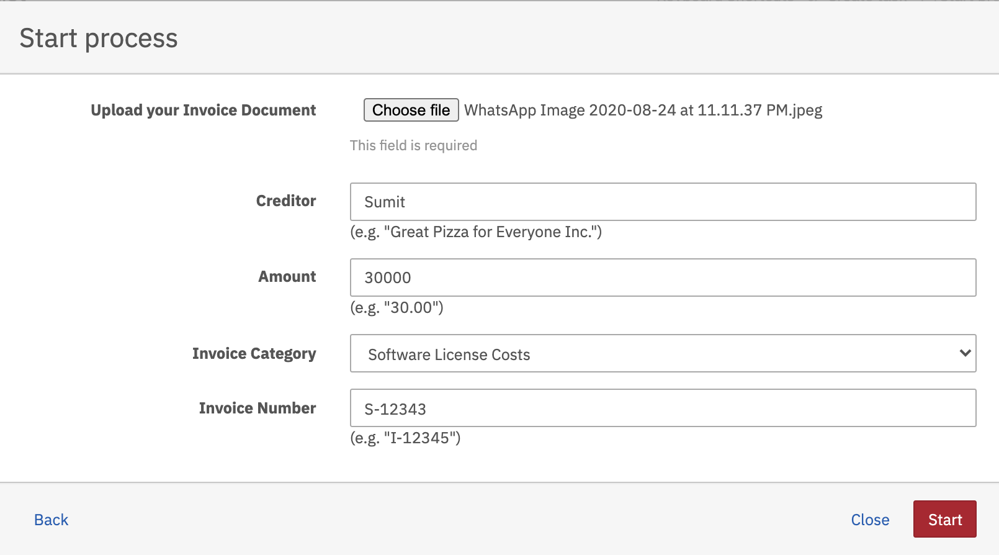 Start process
Upload your Invoice Document Choose file WhatsApp Image 2020-08-24 at 11.11.37 PM.jpeg
This field is required
Creditor Sumit
(e.g. "Great Pizza for Everyone Inc.")
Amount 30000
(e.g. "30.00")
Invoice Category Software License Costs
Invoice Number S-12343
(e.g. "I-12345")
Back Close Start